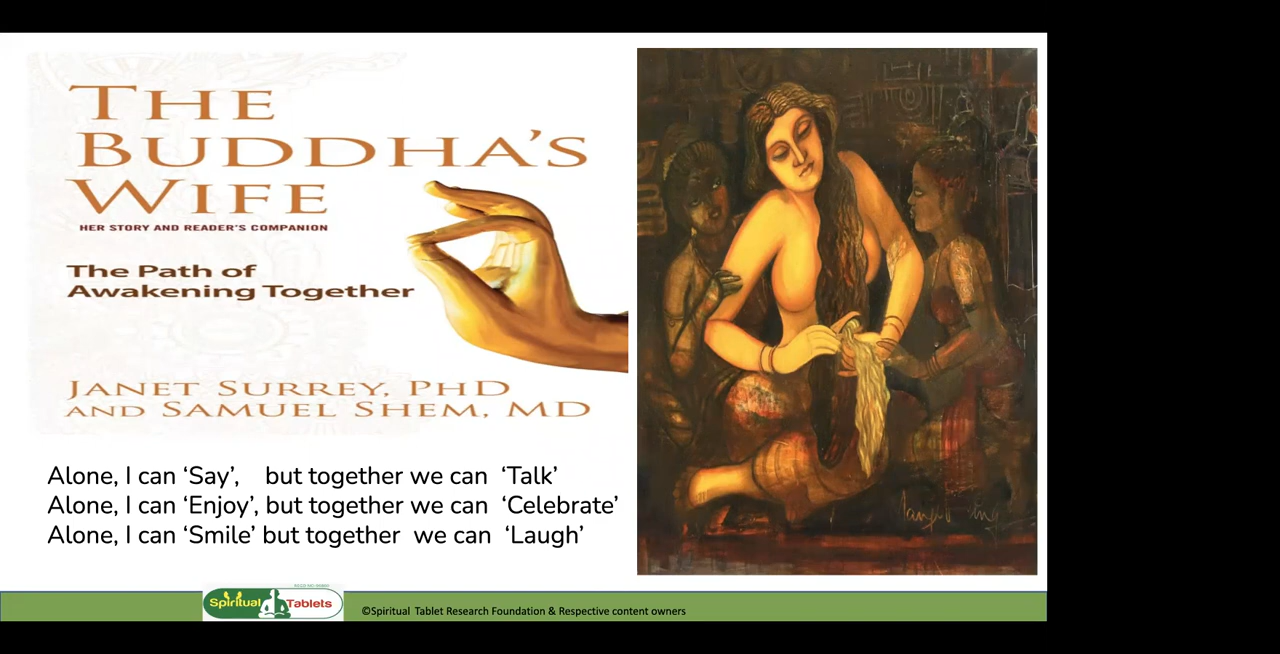 THE
BUDDHA'S
WIFE
HER STORY AND READER'S COMPANION
The Path of
Awakening Together
JANET SURREY, PHD
AND SAMUEL SHEM, MD
Alone, I can ‘Say’, but together we can ‘Talk’
Alone, I can ‘Enjoy’, but together we can ‘Celebrate’
Alone, I can ‘Smile’ but together we can ‘Laugh’
Spiritual Tablets
©Spiritual Tablet Research Foundation & Respective content owners